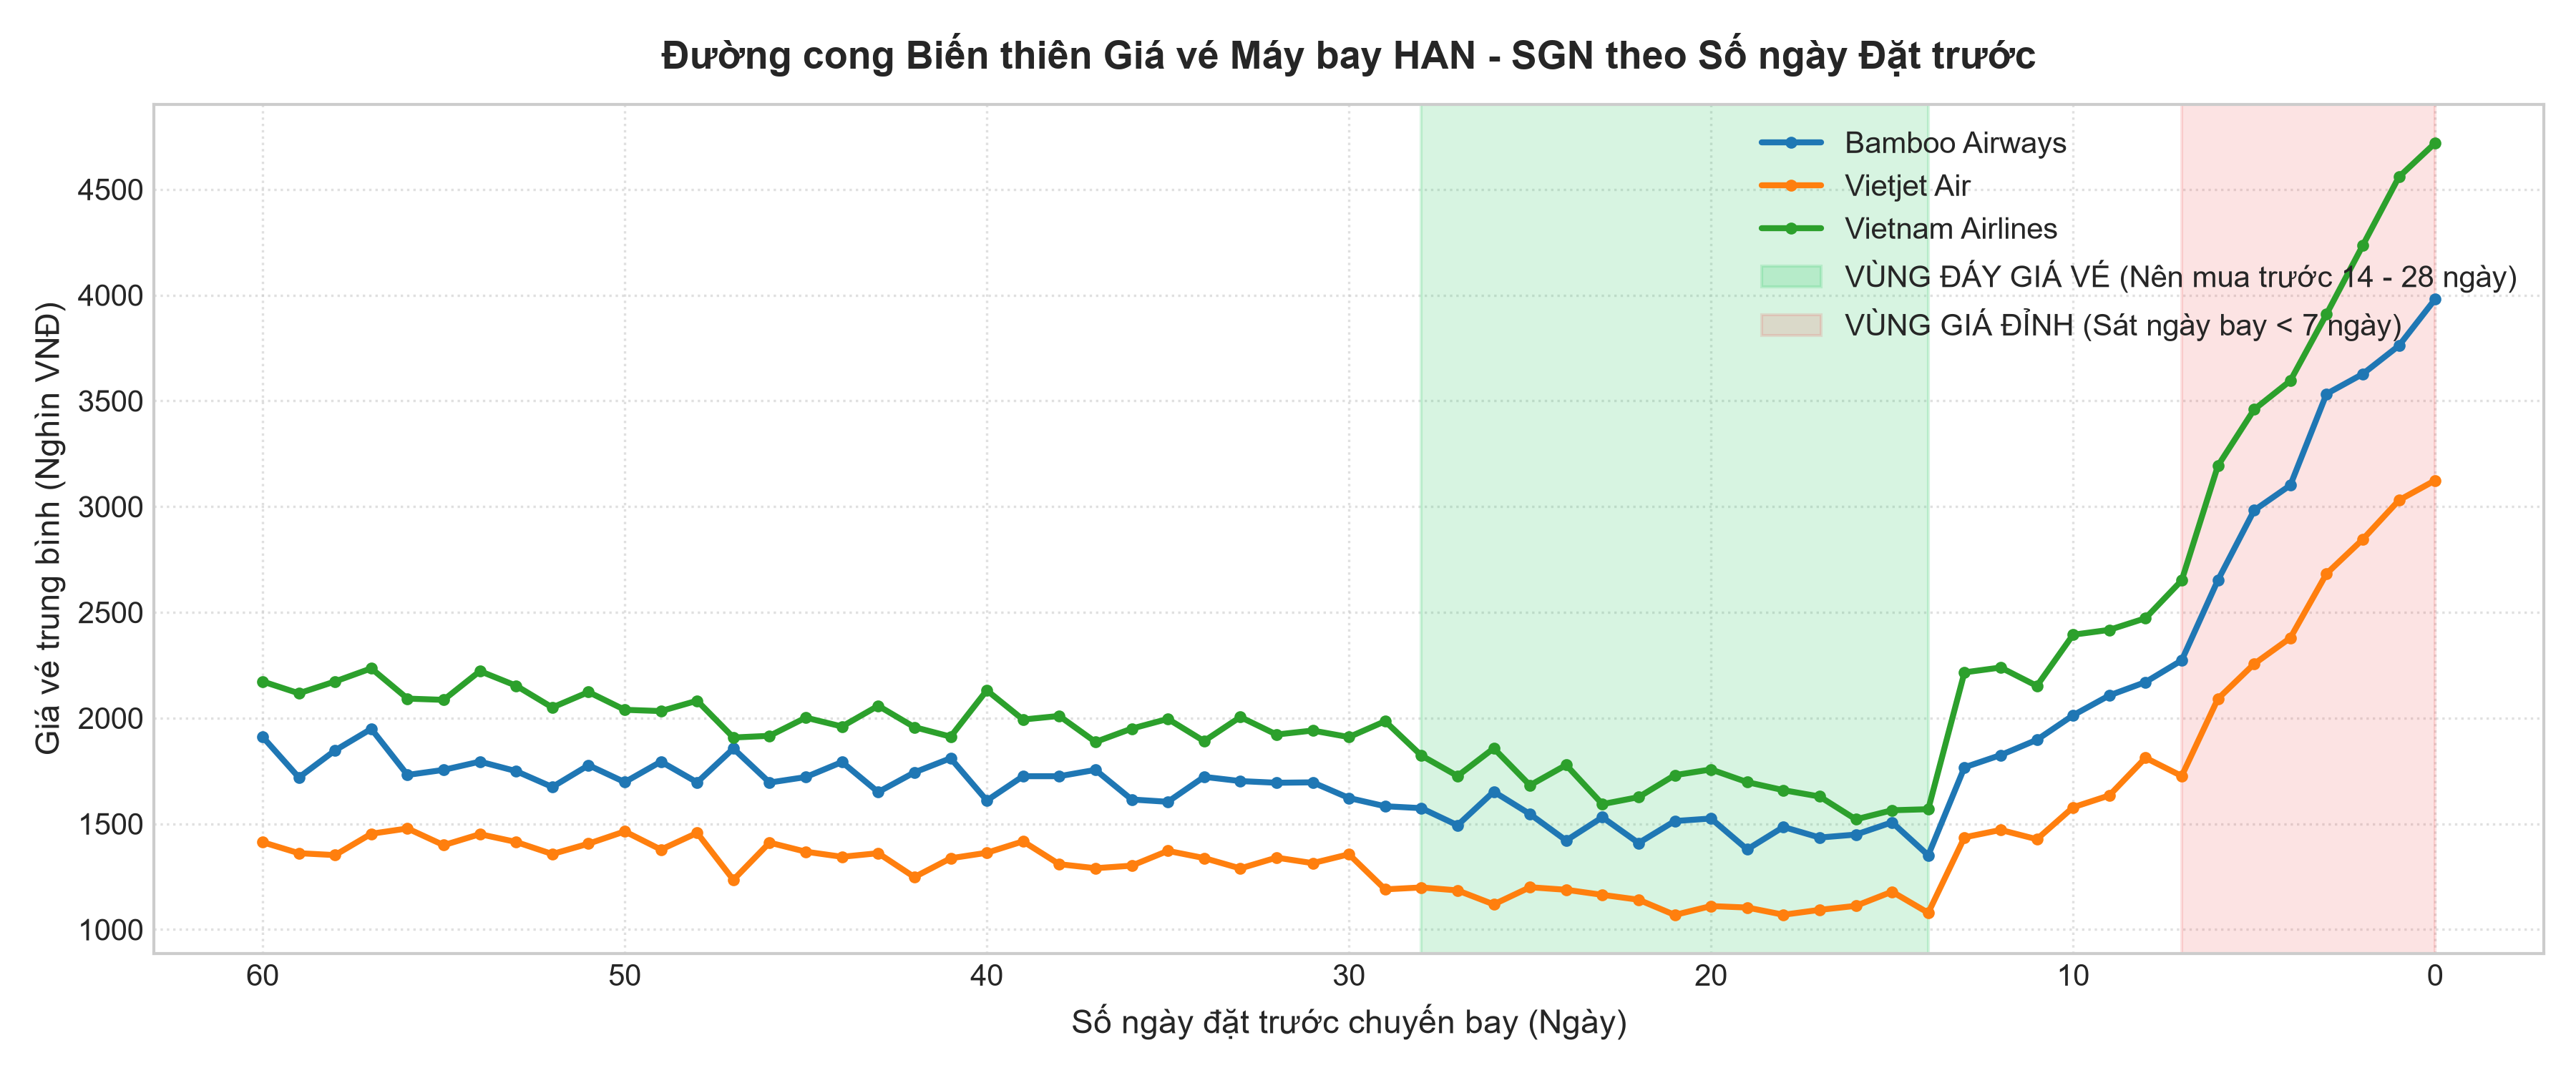 Đường cong Biến thiên Giá vé Máy bay HAN - SGN theo Số ngày Đặt trước
Giá vé trung bình (Nghìn VNĐ)
4500
4000
3500
3000
2500
2000
1500
1000
Bamboo Airways
Vietjet Air
Vietnam Airlines
VÙNG ĐÁY GIÁ VÉ (Nên mua trước 14 - 28 ngày)
VÙNG GIÁ ĐỈNH (Sát ngày bay < 7 ngày)
60
50
40
30
20
10
0
Số ngày đặt trước chuyến bay (Ngày)